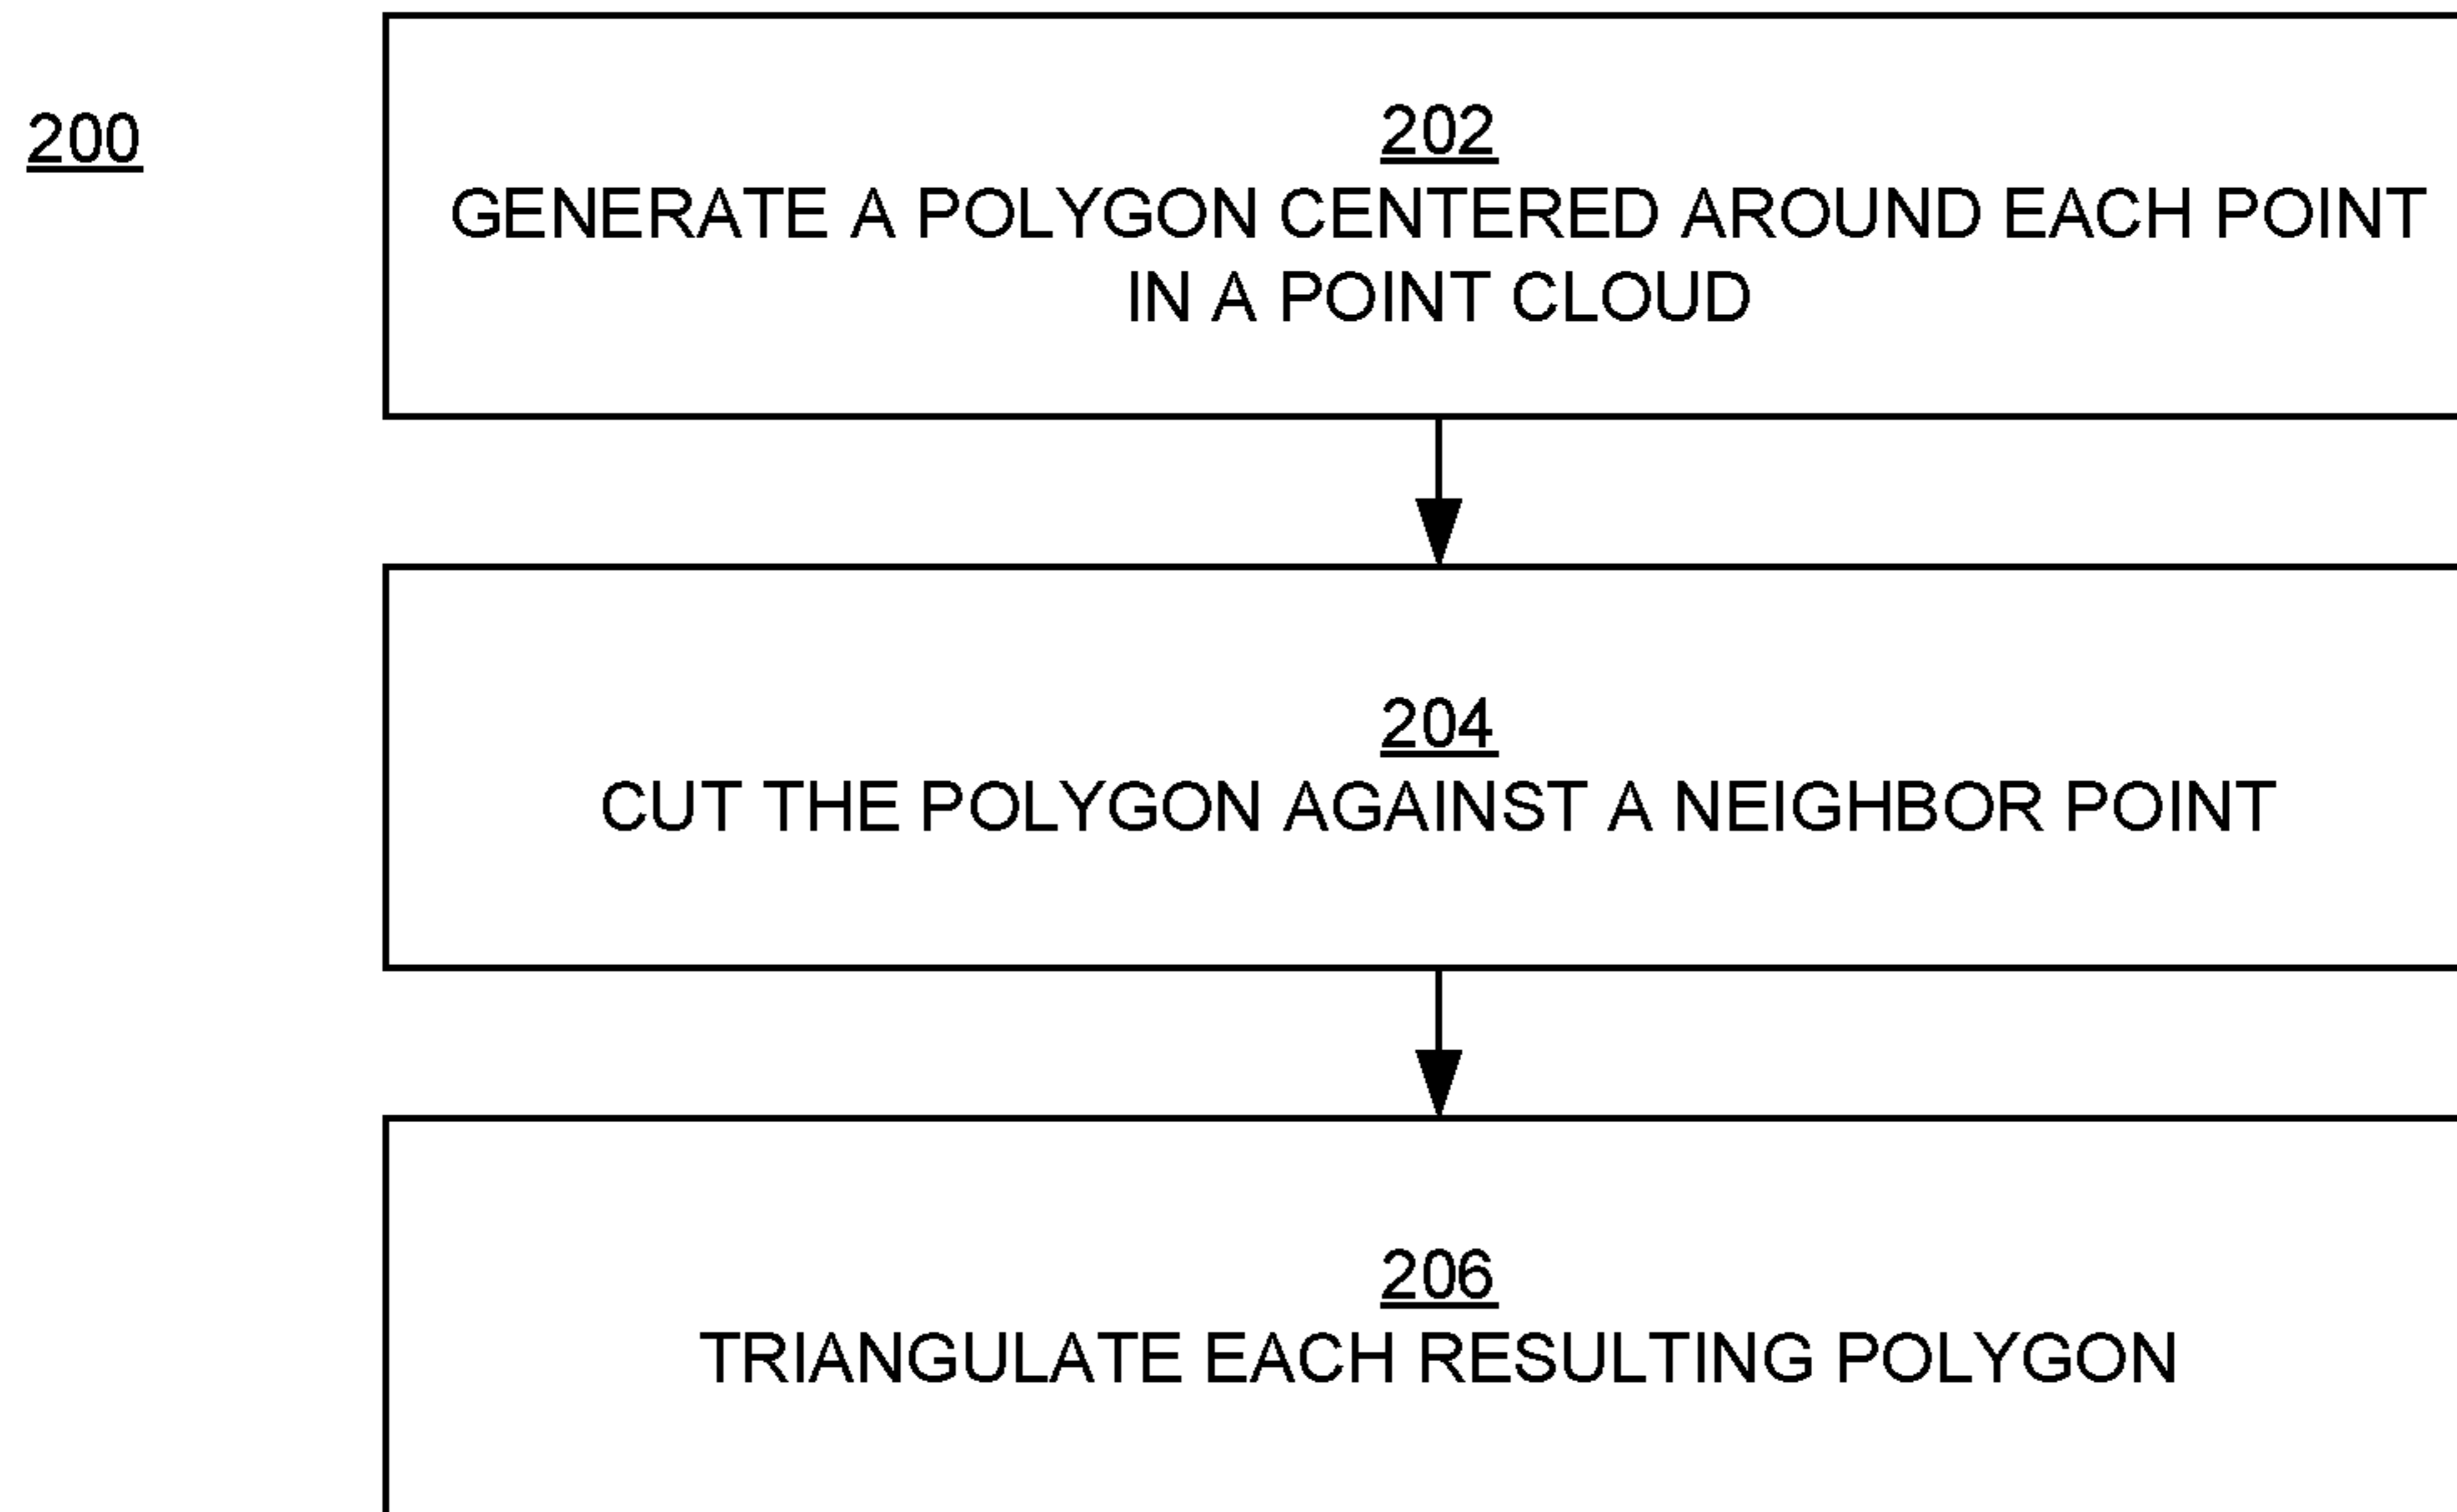 200
202
GENERATE A POLYGON CENTERED AROUND EACH POINT
IN A POINT CLOUD
204
CUT THE POLYGON AGAINST A NEIGHBOR POINT
206
TRIANGULATE EACH RESULTING POLYGON